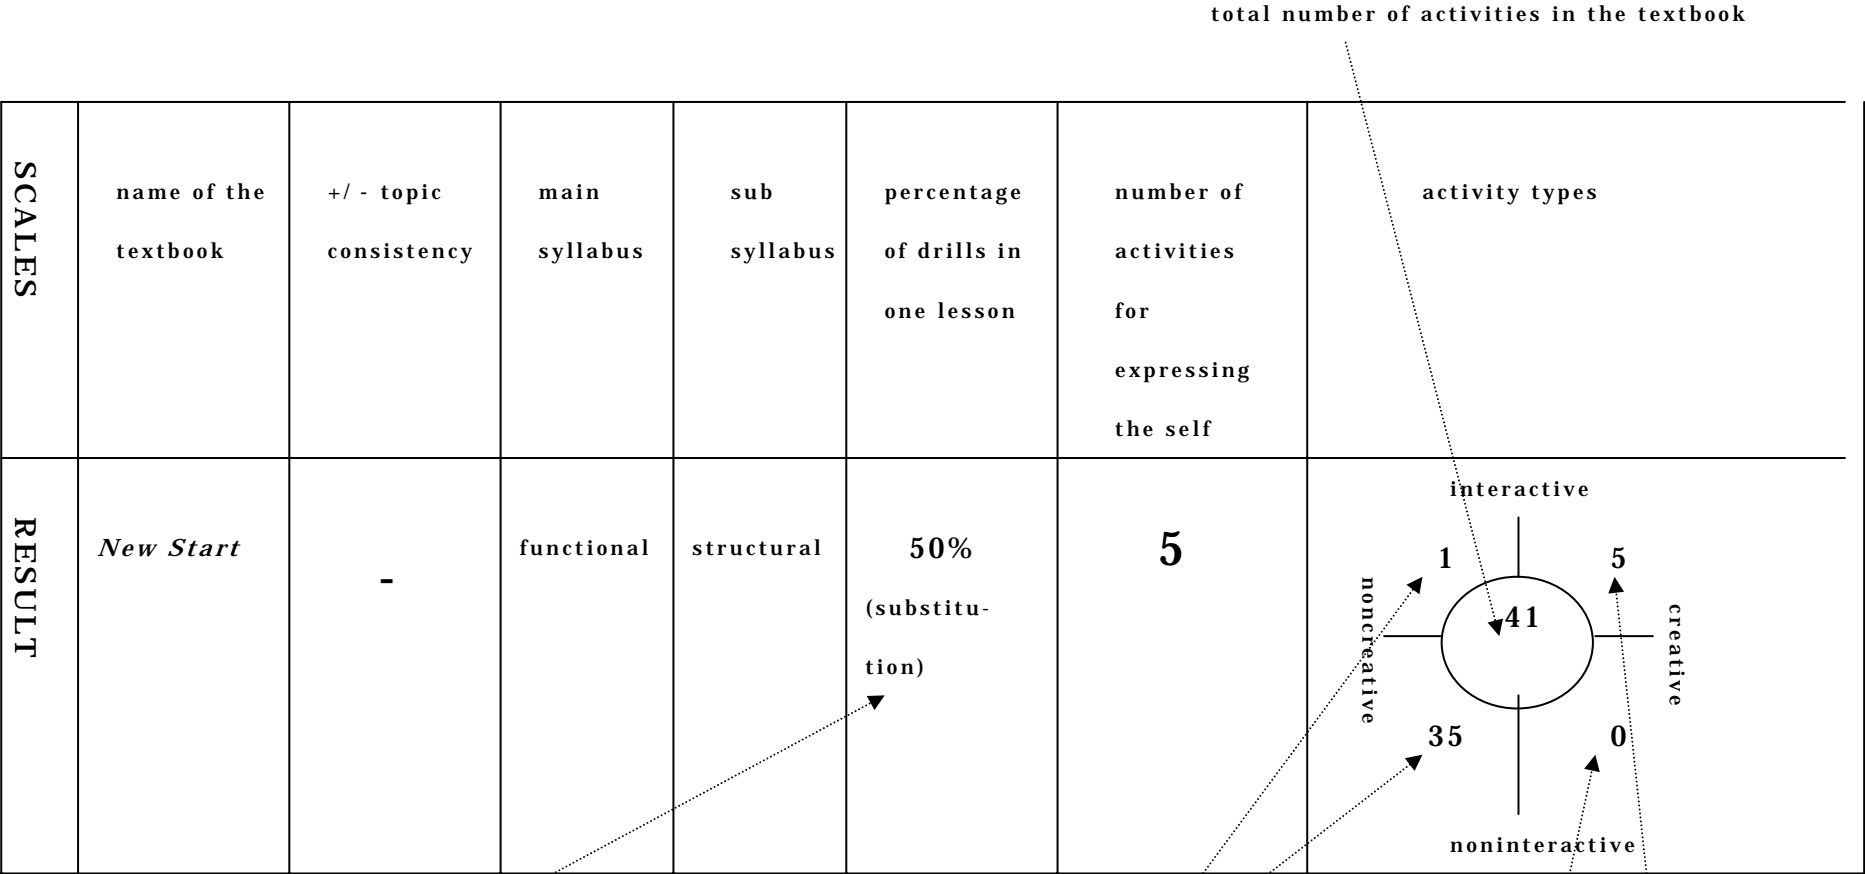 total number of activities in the textbook
SCALES
name of the
textbook
+/ - topic
consistency
main
syllabus
sub
syllabus
percentage
of drills in
one lesson
number of
activities
for
expressing
the self
activity types
RESULT
New Start
-
functional
structural
50%
(substitu-
tion)
5
interactive
1
5
noncreative
41
creative
35
0
noninteractive